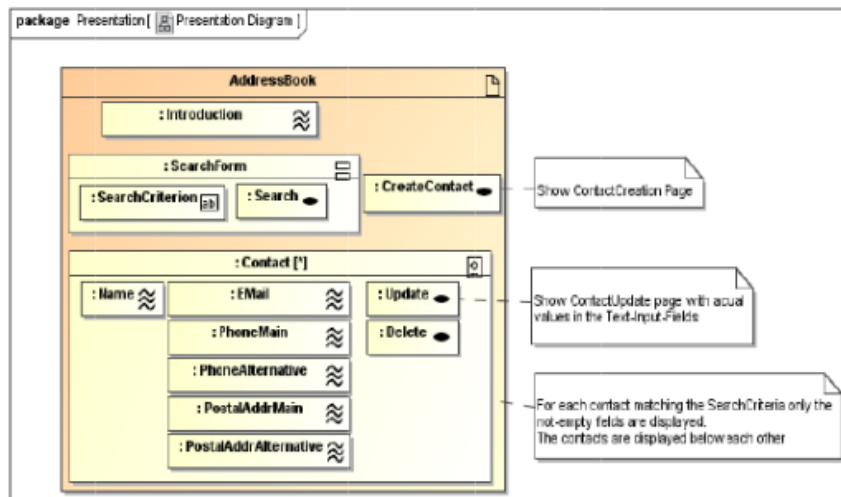 package Presentation [ Presentation Diagram ]
AddressBook
: Introduction
: SearchForm
: SearchCriterion ab
: Search
: CreateContact
Show ContactCreation Page
: Contact [*]
: Name
: EMail
: Update
Show ContactUpdate page with acual
values in the Text-Input-Fields
: PhoneMain
: Delete
: PhoneAlternative
: PostalAddrMain
: PostalAddrAlternative
For each contact matching the SearchCriteria only the
not-empty fields are displayed.
The contacts are displayed below each other